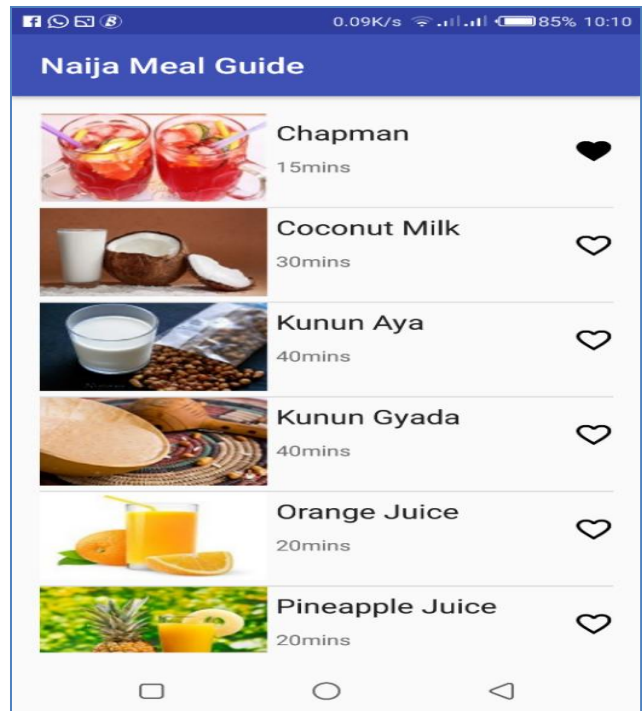 0.09K/s 85% 10:10
Naija Meal Guide
Chapman
15mins
Coconut Milk
30mins
Kunun Aya
40mins
Kunun Gyada
40mins
Orange Juice
20mins
Pineapple Juice
20mins